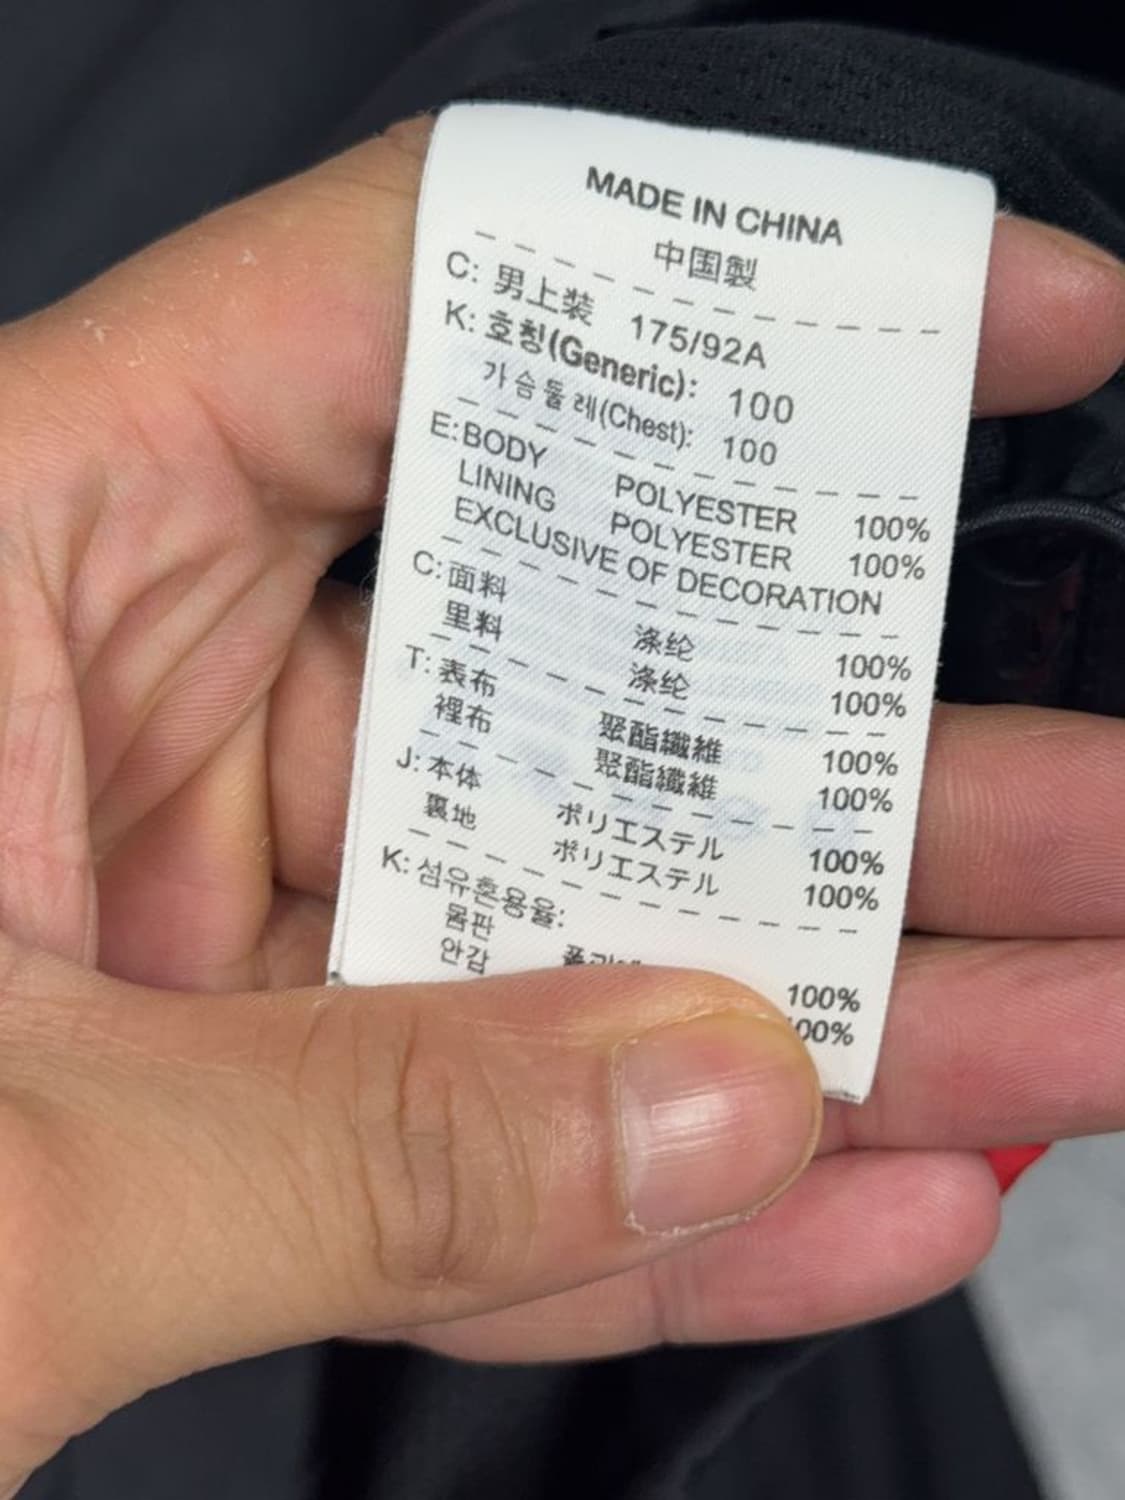 MADE IN CHINA
中国製
C: 男上装 175/92A
K: 호칭(Generic): 100
가슴둘레(Chest): 100
E: BODY POLYESTER 100%
LINING POLYESTER 100%
EXCLUSIVE OF DECORATION
C: 面料 涤纶 100%
里料 涤纶 100%
T: 表布 聚酯纖維 100%
裡布 聚酯纖維 100%
J: 本体 ポリエステル 100%
裏地 ポリエステル 100%
K: 섬유혼용율:
몸판 100%
안감